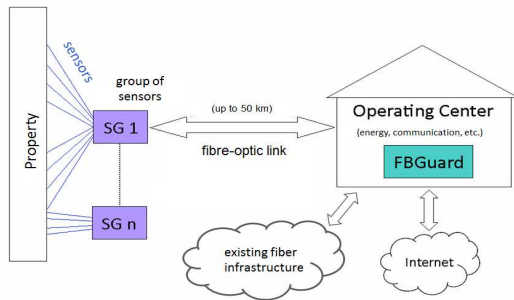 Property
sensors
group of
sensors
SG 1
SG n
(up to 50 km)
fibre-optic link
Operating Center
(energy, communication, etc.)
FBGuard
existing fiber
infrastructure
Internet